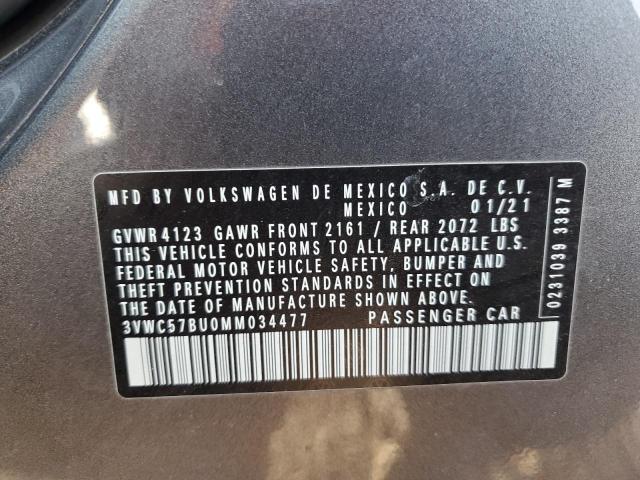 MFD BY VOLKSWAGEN DE MEXICO S.A. DE C.V.
MEXICO 01/21
GVWR 4123 GAWR FRONT 2161 / REAR 2072 LBS
THIS VEHICLE CONFORMS TO ALL APPLICABLE U.S.
FEDERAL MOTOR VEHICLE SAFETY, BUMPER AND
THEFT PREVENTION STANDARDS IN EFFECT ON
THE DATE OF MANUFACTURE SHOWN ABOVE.
3VWC57BU0MM034477 PASSENGER CAR
0231039 3387 M